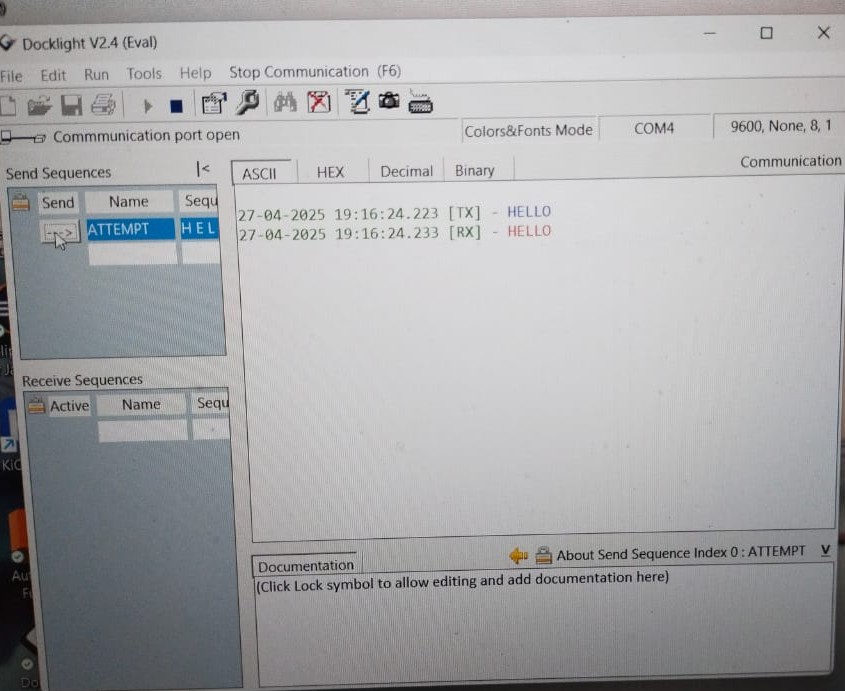 Docklight V2.4 (Eval)
File Edit Run Tools Help Stop Communication (F6)
Commmunication port open
Colors&Fonts Mode COM4 9600, None, 8, 1
Send Sequences |<
ASCII HEX Decimal Binary
Communication
Send Name Sequ
---> ATTEMPT HEL
27-04-2025 19:16:24.223 [TX] - HELLO
27-04-2025 19:16:24.233 [RX] - HELLO
Receive Sequences
Active Name Sequ
KiC
Au
F
Do
About Send Sequence Index 0 : ATTEMPT V
Documentation
(Click Lock symbol to allow editing and add documentation here)